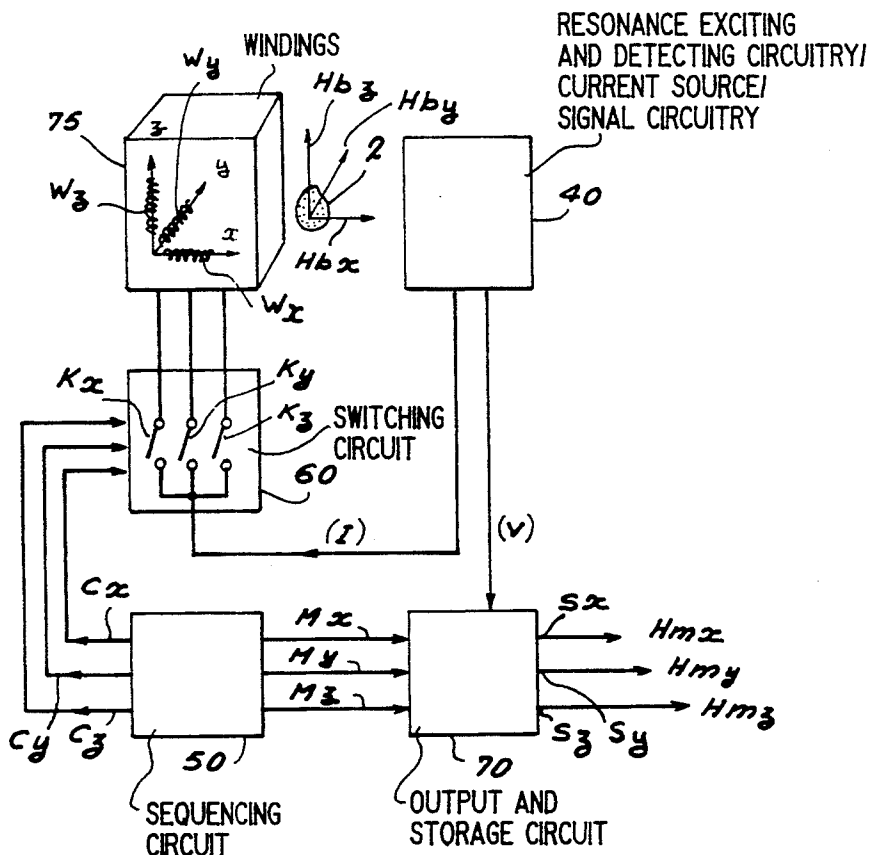 RESONANCE EXCITING
AND DETECTING CIRCUITRY/
CURRENT SOURCE/
SIGNAL CIRCUITRY
WINDINGS
Wy
75
z
Wz
y
x
Wx
Hbz
Hby
2
Hbx
40
Kx
Ky
Kz
SWITCHING
CIRCUIT
60
(I)
(V)
Cx
Cy
Cz
Mx
My
Mz
50
SEQUENCING
CIRCUIT
Sx
Hmx
Hmy
Hmz
Sz
Sy
70
OUTPUT AND
STORAGE CIRCUIT